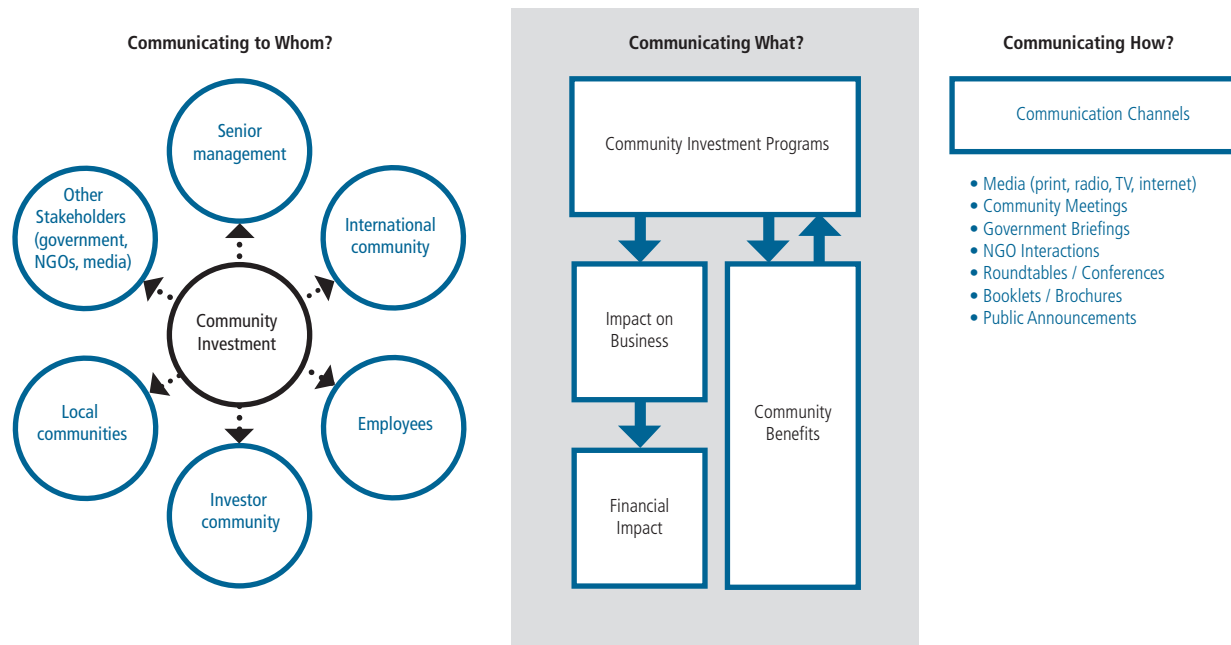 Communicating to Whom?
Senior
management
Other
Stakeholders
(government,
NGOs, media)
International
community
Community
Investment
Local
communities
Employees
Investor
community
Communicating What?
Community Investment Programs
Impact on
Business
Community
Benefits
Financial
Impact
Communicating How?
Communication Channels
• Media (print, radio, TV, internet)
• Community Meetings
• Government Briefings
• NGO Interactions
• Roundtables / Conferences
• Booklets / Brochures
• Public Announcements